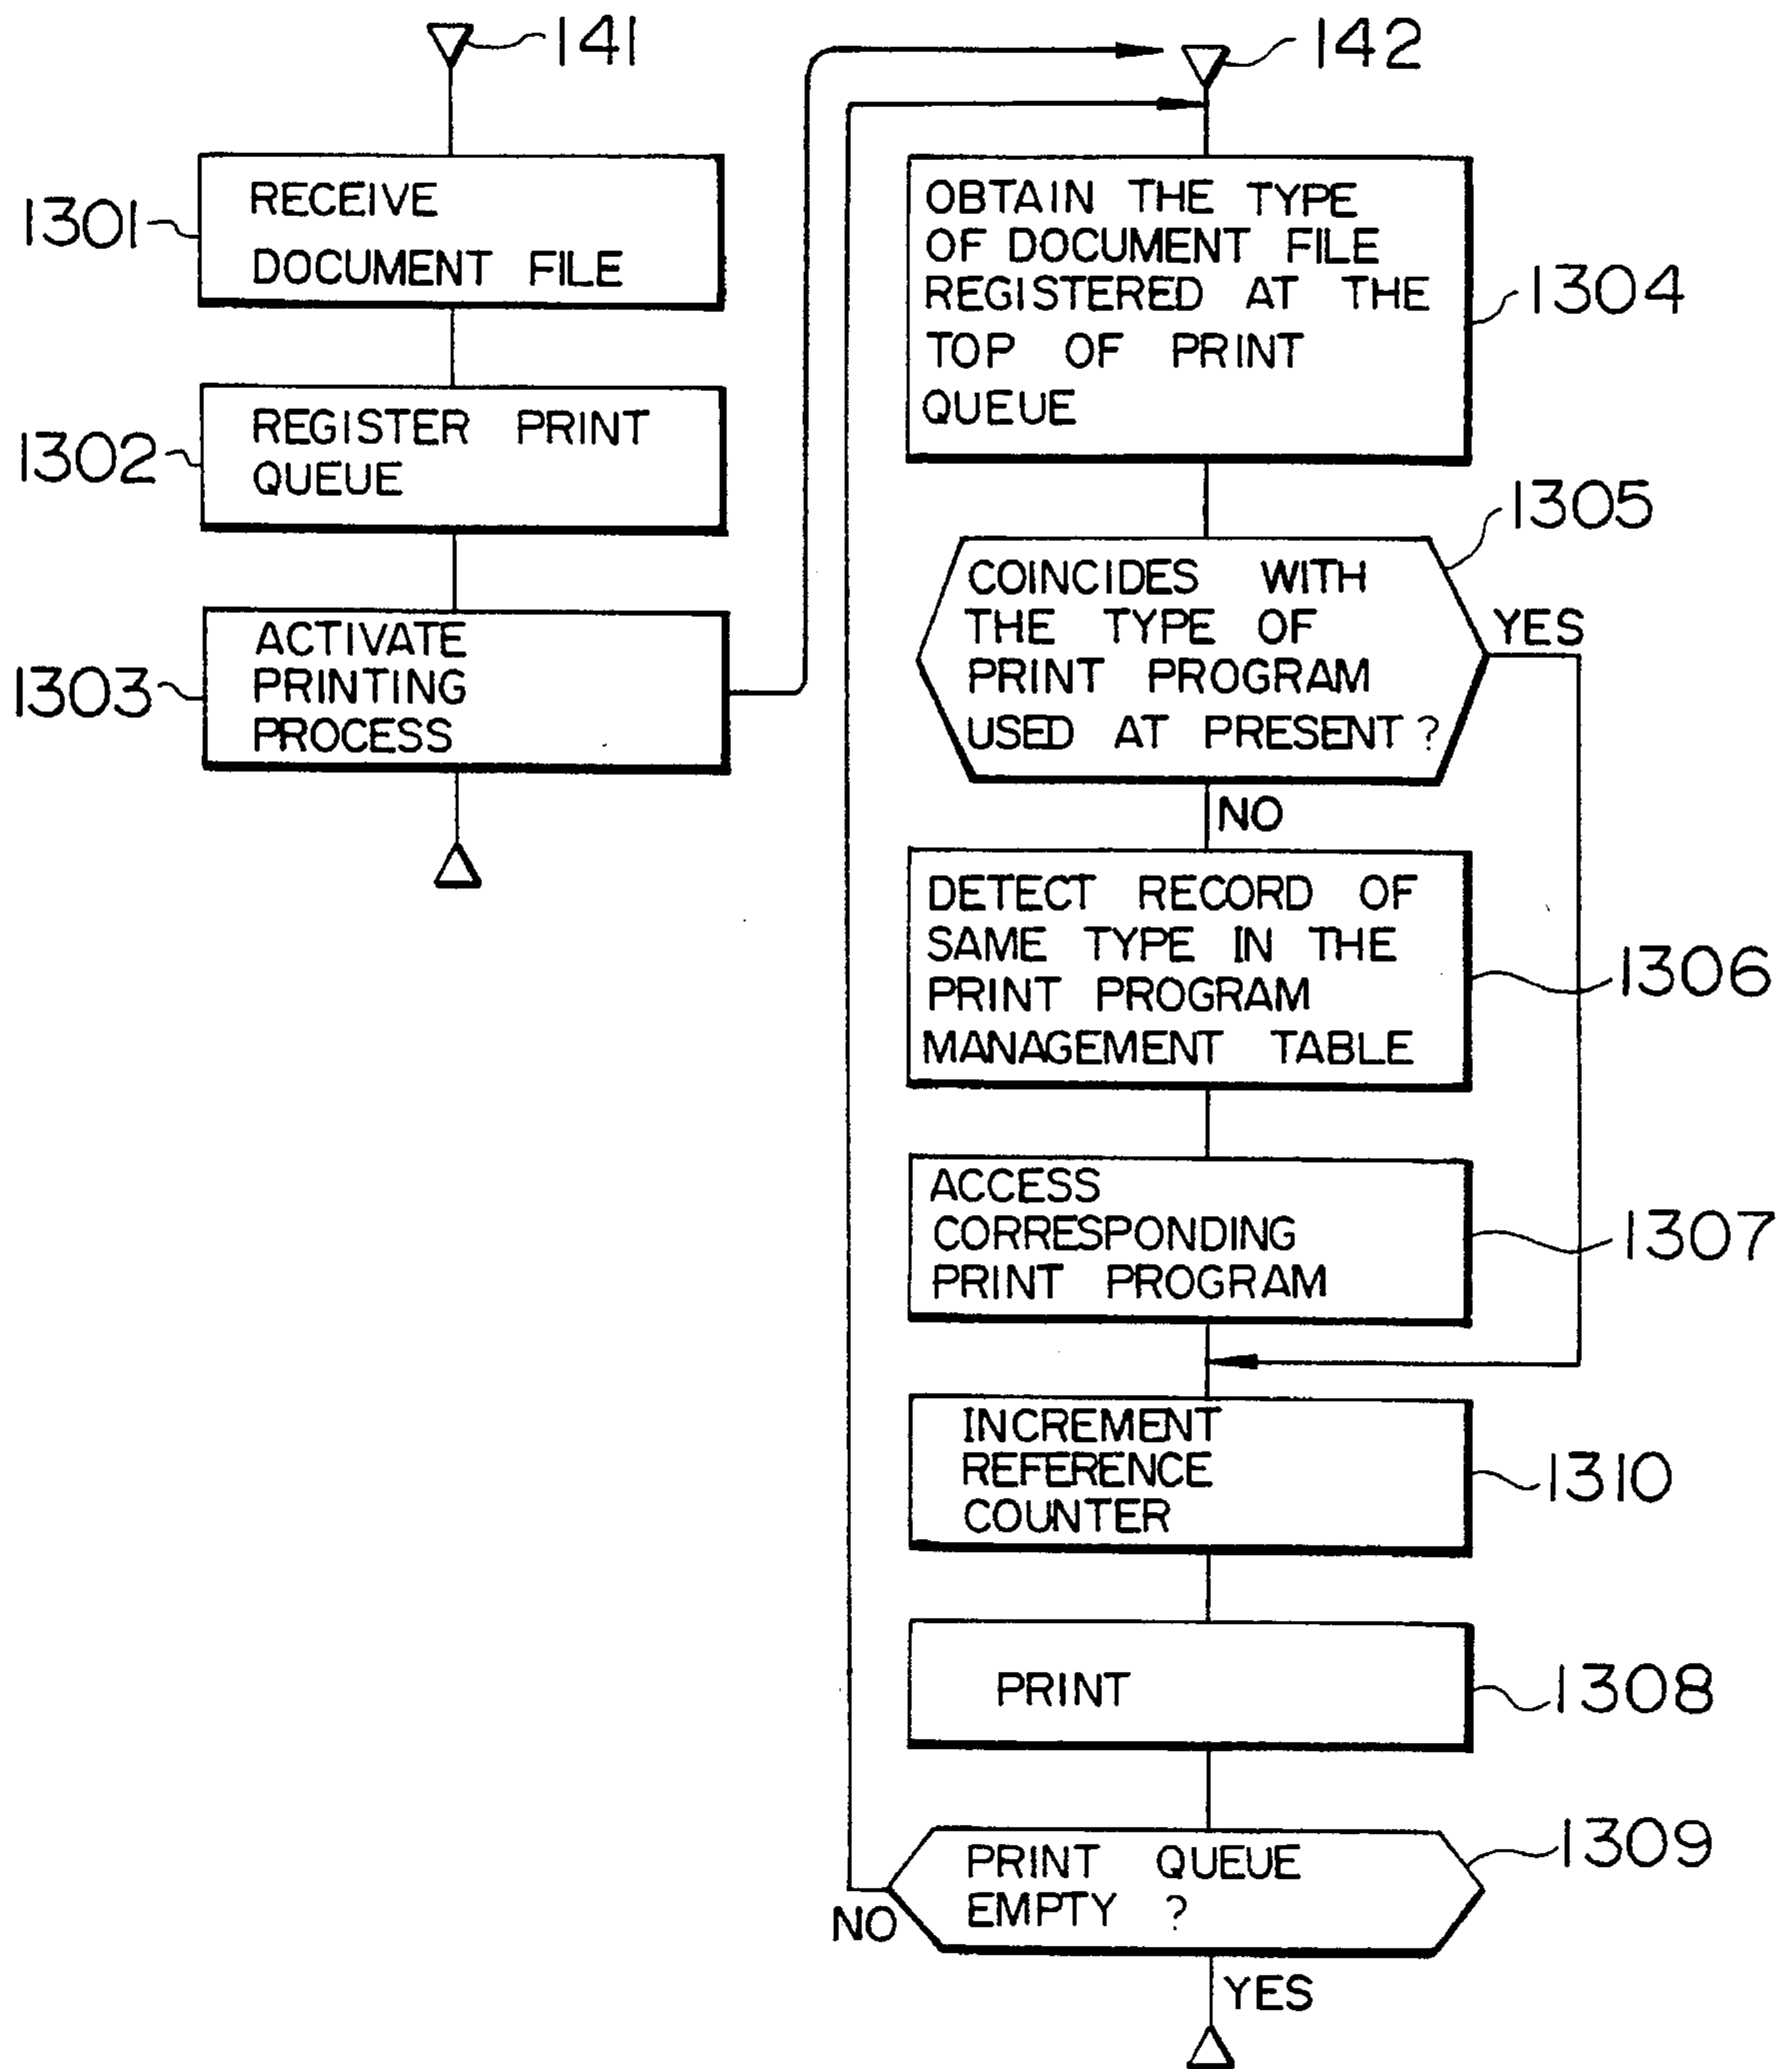 141
1301
RECEIVE
DOCUMENT FILE
1302
REGISTER PRINT
QUEUE
1303
ACTIVATE
PRINTING
PROCESS
142
OBTAIN THE TYPE
OF DOCUMENT FILE
REGISTERED AT THE
TOP OF PRINT
QUEUE
1304
1305
COINCIDES WITH
THE TYPE OF
PRINT PROGRAM
USED AT PRESENT ?
YES
NO
DETECT RECORD OF
SAME TYPE IN THE
PRINT PROGRAM
MANAGEMENT TABLE
1306
ACCESS
CORRESPONDING
PRINT PROGRAM
1307
INCREMENT
REFERENCE
COUNTER
1310
PRINT
1308
1309
PRINT QUEUE
EMPTY ?
NO
YES